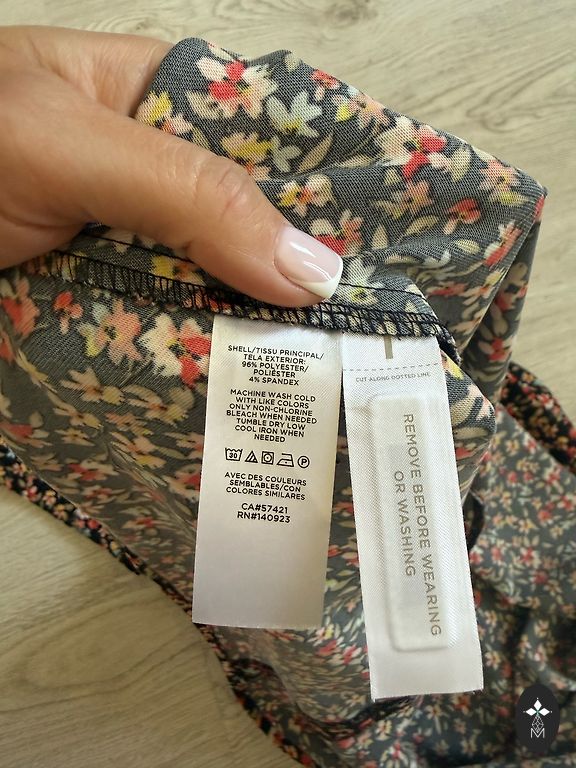 SHELL/TISSU PRINCIPAL/
TELA EXTERIOR:
96% POLYESTER/
POLIÉSTER
4% SPANDEX
MACHINE WASH COLD
WITH LIKE COLORS
ONLY NON-CHLORINE
BLEACH WHEN NEEDED
TUMBLE DRY LOW
COOL IRON WHEN
NEEDED
30
P
AVEC DES COULEURS
SEMBLABLES/CON
COLORES SIMILARES
CA#57421
RN#140923
CUT ALONG DOTTED LINE
REMOVE BEFORE WEARING
OR WASHING
M